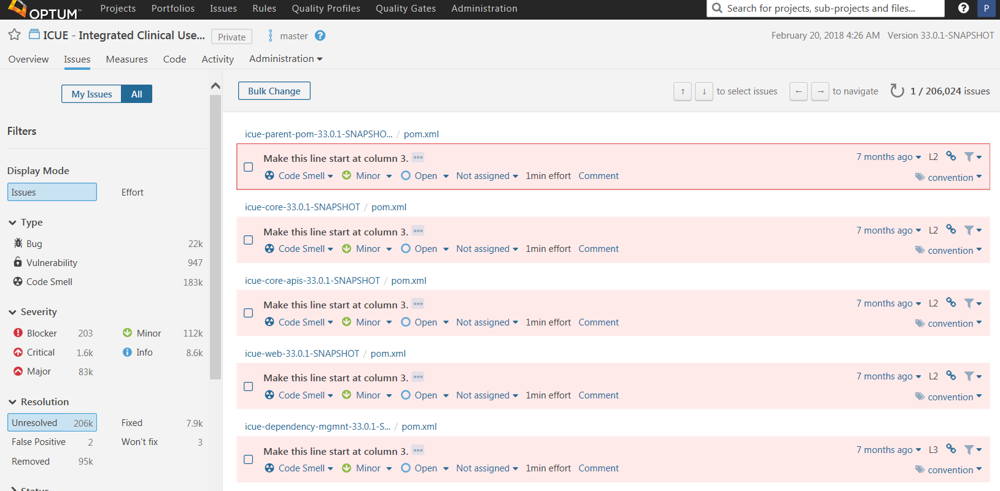 OPTUM™ Projects Portfolios Issues Rules Quality Profiles Quality Gates Administration Search for projects, sub-projects and files... ? P
ICUE - Integrated Clinical Use... Private master ? February 20, 2018 4:26 AM Version 33.0.1-SNAPSHOT
Overview Issues Measures Code Activity Administration
My Issues All
Filters
Display Mode
Issues Effort
Type
Bug 22k
Vulnerability 947
Code Smell 183k
Severity
Blocker 203 Minor 112k
Critical 1.6k Info 8.6k
Major 83k
Resolution
Unresolved 206k Fixed 7.9k
False Positive 2 Won't fix 3
Removed 95k
Status
Bulk Change ↑ ↓ to select issues ← → to navigate 1 / 206,024 issues
icue-parent-pom-33.0.1-SNAPSHO... / pom.xml
Make this line start at column 3. ... 7 months ago L2
Code Smell Minor Open Not assigned 1min effort Comment convention
icue-core-33.0.1-SNAPSHOT / pom.xml
Make this line start at column 3. ... 7 months ago L2
Code Smell Minor Open Not assigned 1min effort Comment convention
icue-core-apis-33.0.1-SNAPSHOT / pom.xml
Make this line start at column 3. ... 7 months ago L2
Code Smell Minor Open Not assigned 1min effort Comment convention
icue-web-33.0.1-SNAPSHOT / pom.xml
Make this line start at column 3. ... 7 months ago L2
Code Smell Minor Open Not assigned 1min effort Comment convention
icue-dependency-mgmnt-33.0.1-S... / pom.xml
Make this line start at column 3. ... 7 months ago L3
Code Smell Minor Open Not assigned 1min effort Comment convention